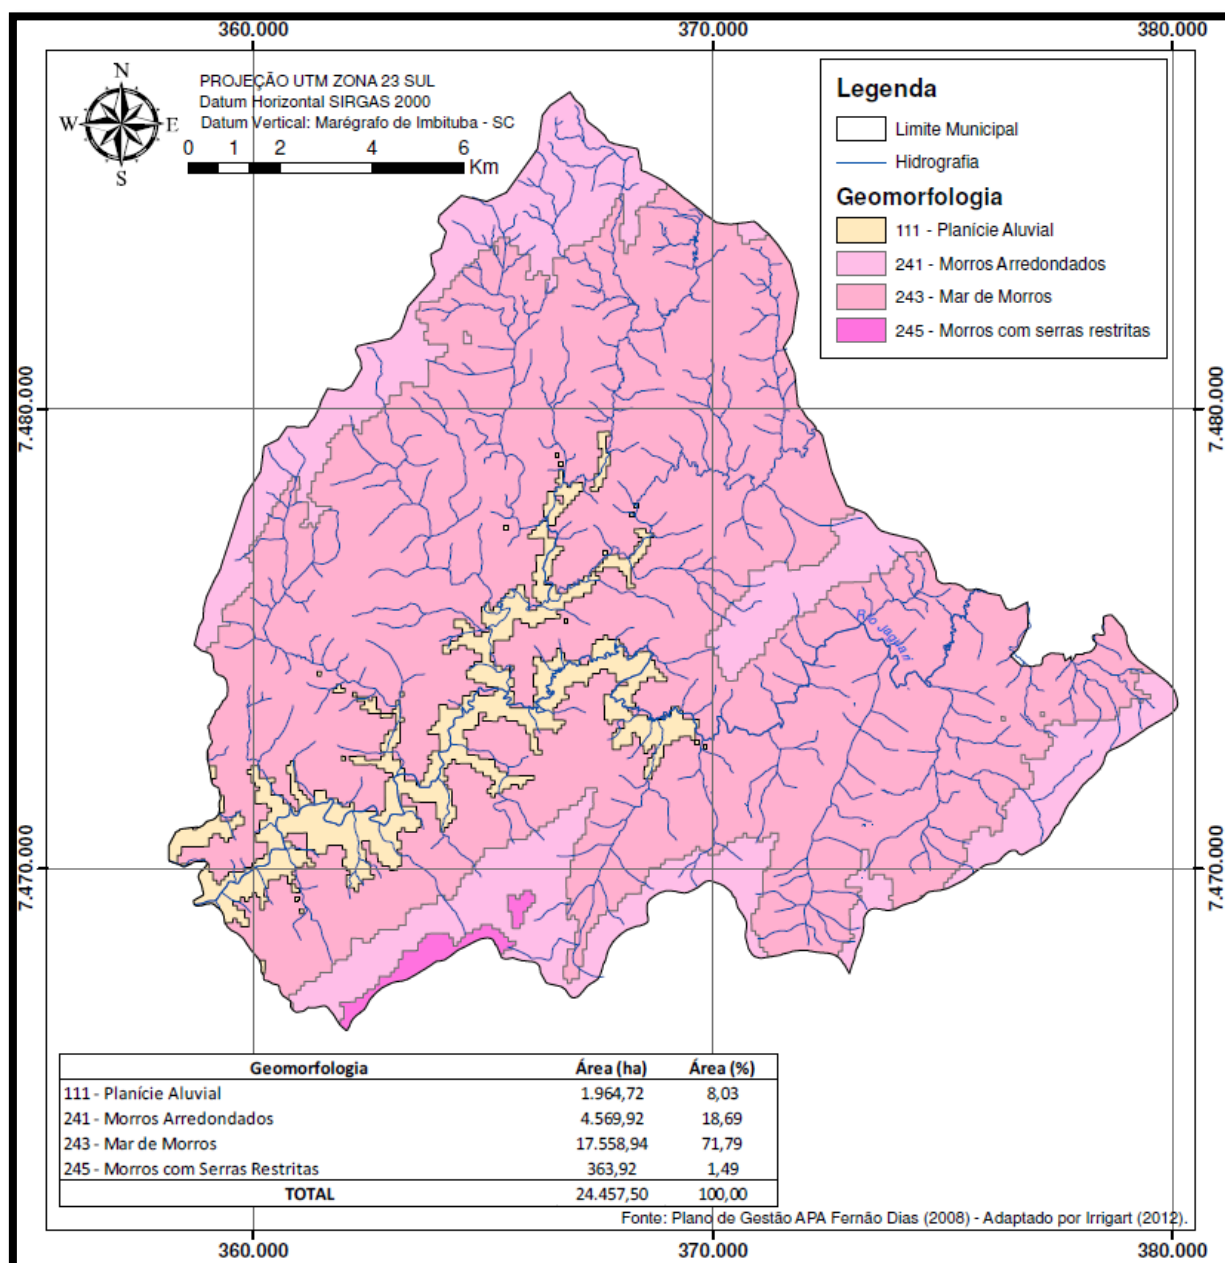 360.000 370.000 380.000
N
W E
S
PROJEÇÃO UTM ZONA 23 SUL
Datum Horizontal SIRGAS 2000
Datum Vertical: Marégrafo de Imbituba - SC
0 1 2 4 6
Km
Legenda
Limite Municipal
Hidrografia
Geomorfologia
111 - Planície Aluvial
241 - Morros Arredondados
243 - Mar de Morros
245 - Morros com serras restritas
7.480.000 7.480.000
Rio Jaguari
7.470.000 7.470.000
Geomorfologia Área (ha) Área (%)
111 - Planície Aluvial 1.964,72 8,03
241 - Morros Arredondados 4.569,92 18,69
243 - Mar de Morros 17.558,94 71,79
245 - Morros com Serras Restritas 363,92 1,49
TOTAL 24.457,50 100,00
Fonte: Plano de Gestão APA Fernão Dias (2008) - Adaptado por Irrigart (2012).
360.000 370.000 380.000